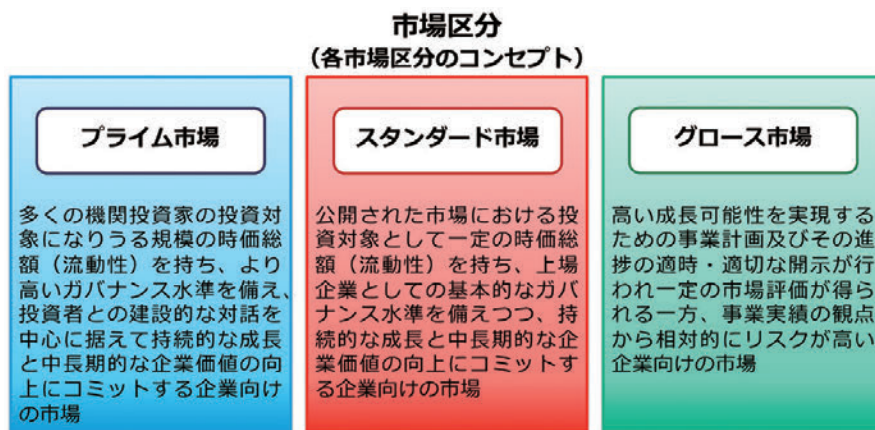 市場区分
（各市場区分のコンセプト）
プライム市場
多くの機関投資家の投資対
象になりうる規模の時価総
額（流動性）を持ち、より
高いガバナンス水準を備え、
投資者との建設的な対話を
中心に据えて持続的な成長
と中長期的な企業価値の向
上にコミットする企業向け
の市場
スタンダード市場
公開された市場における投
資対象として一定の時価総
額（流動性）を持ち、上場
企業としての基本的なガバ
ナンス水準を備えつつ、持
続的な成長と中長期的な企
業価値の向上にコミットす
る企業向けの市場
グロース市場
高い成長可能性を実現する
ための事業計画及びその進
捗の適時・適切な開示が行
われ一定の市場評価が得ら
れる一方、事業実績の観点
から相対的にリスクが高い
企業向けの市場